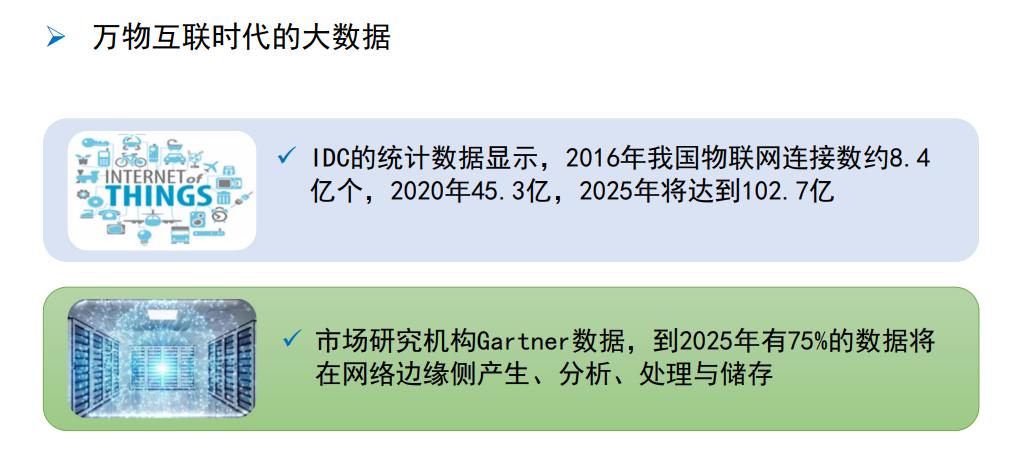 万物互联时代的大数据
INTERNET of
THINGS
IDC的统计数据显示，2016年我国物联网连接数约8.4
亿个，2020年45.3亿，2025年将达到102.7亿
市场研究机构Gartner数据，到2025年有75%的数据将
在网络边缘侧产生、分析、处理与储存